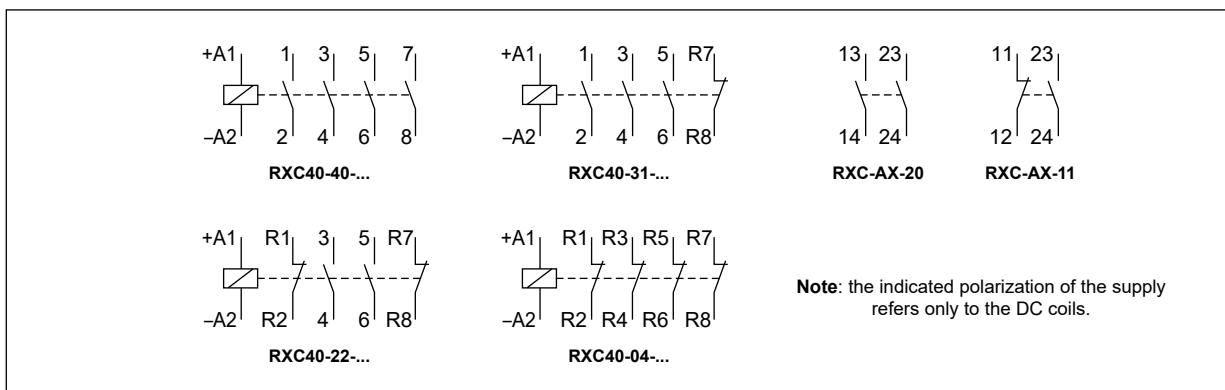 +A1 1 3 5 7
–A2 2 4 6 8
RXC40-40-...
+A1 1 3 5 R7
–A2 2 4 6 R8
RXC40-31-...
13 23
14 24
RXC-AX-20
11 23
12 24
RXC-AX-11
+A1 R1 3 5 R7
–A2 R2 4 6 R8
RXC40-22-...
+A1 R1 R3 R5 R7
–A2 R2 R4 R6 R8
RXC40-04-...
Note: the indicated polarization of the supply
refers only to the DC coils.